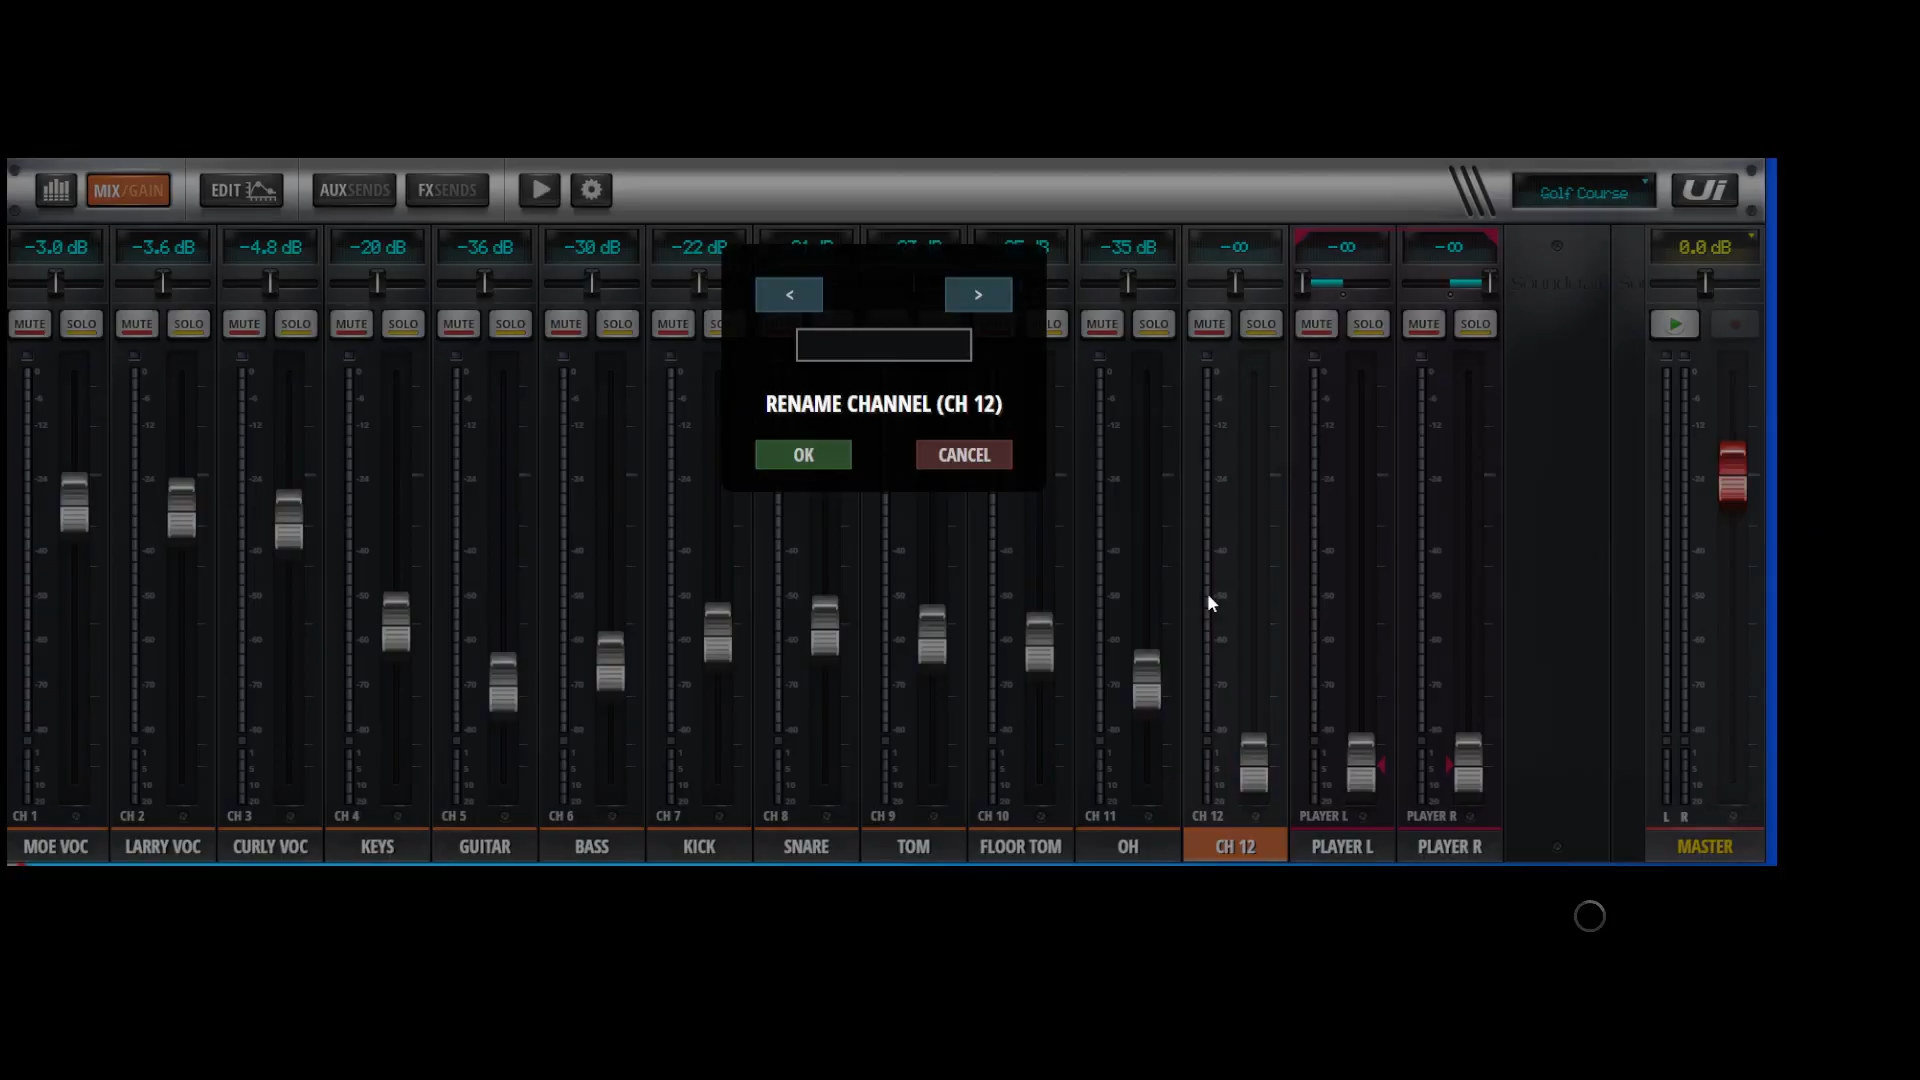 MIX/GAIN EDIT AUXSENDS FXSENDS Golf Course Ui
-3.0 dB -3.6 dB -4.8 dB -20 dB -36 dB -30 dB -22 dB -35 dB -∞ -∞ -∞ 0.0 dB
< >
MUTE SOLO MUTE SOLO MUTE SOLO MUTE SOLO MUTE SOLO MUTE SOLO MUTE MUTE SOLO MUTE SOLO MUTE SOLO MUTE SOLO
RENAME CHANNEL (CH 12)
OK CANCEL
CH 1 CH 2 CH 3 CH 4 CH 5 CH 6 CH 7 CH 8 CH 9 CH 10 CH 11 CH 12 PLAYER L PLAYER R L R
MOE VOC LARRY VOC CURLY VOC KEYS GUITAR BASS KICK SNARE TOM FLOOR TOM OH CH 12 PLAYER L PLAYER R MASTER